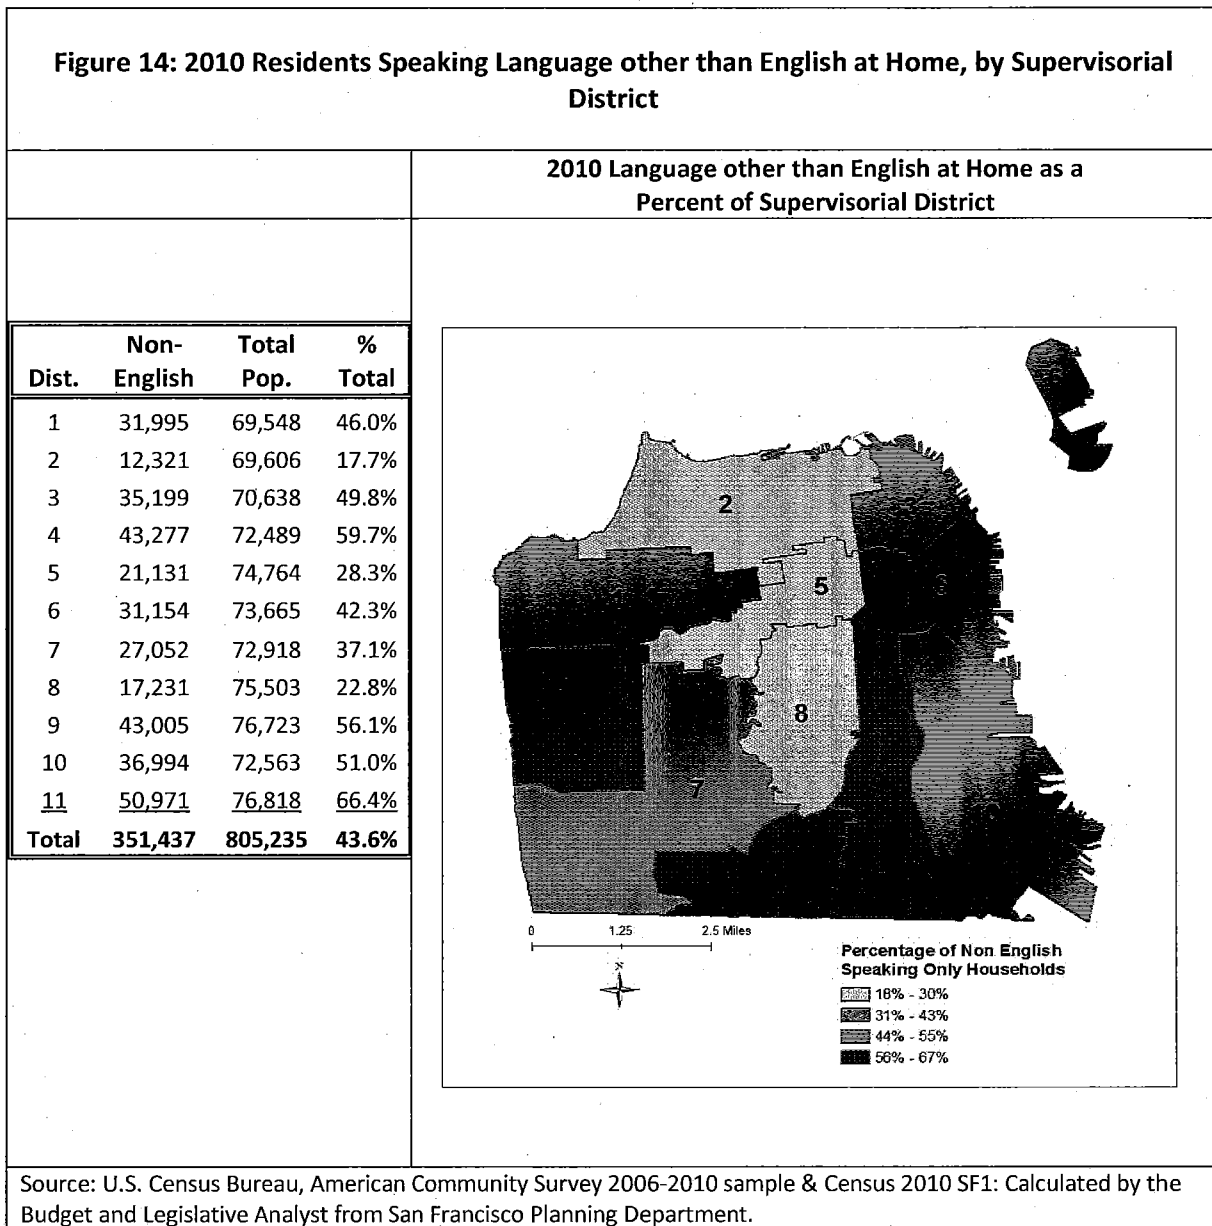 Figure 14: 2010 Residents Speaking Language other than English at Home, by Supervisorial
District
2010 Language other than English at Home as a
Percent of Supervisorial District
Non- Total %
Dist. English Pop. Total
1 31,995 69,548 46.0%
2 12,321 69,606 17.7%
3 35,199 70,638 49.8%
4 43,277 72,489 59.7%
5 21,131 74,764 28.3%
6 31,154 73,665 42.3%
7 27,052 72,918 37.1%
8 17,231 75,503 22.8%
9 43,005 76,723 56.1%
10 36,994 72,563 51.0%
11 50,971 76,818 66.4%
Total 351,437 805,235 43.6%
2
5
6
8
7
0 1.25 2.5 Miles
N
Percentage of Non English
Speaking Only Households
18% - 30%
31% - 43%
44% - 55%
56% - 67%
Source: U.S. Census Bureau, American Community Survey 2006-2010 sample & Census 2010 SF1: Calculated by the
Budget and Legislative Analyst from San Francisco Planning Department.